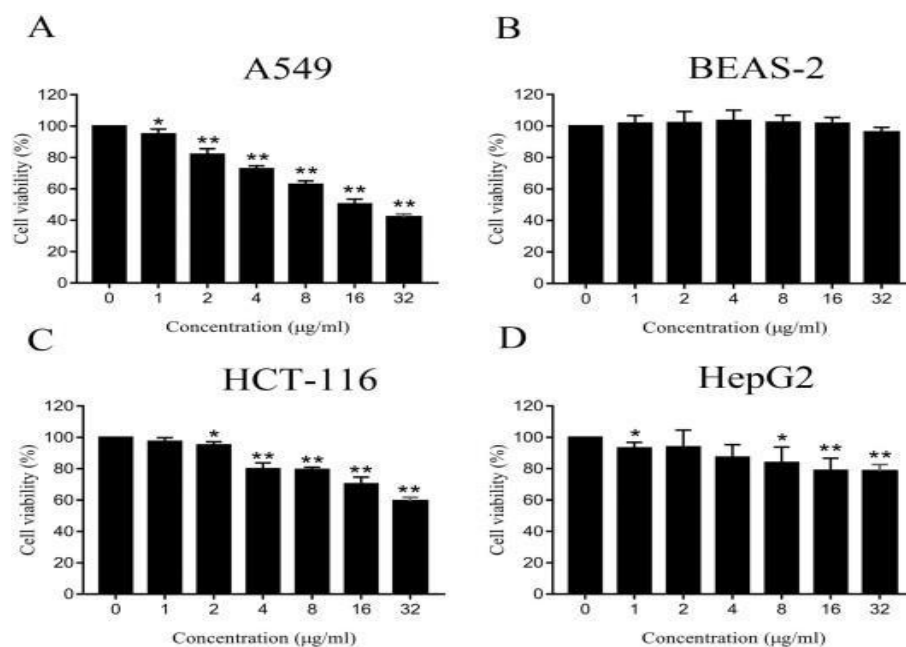 A
A549
120
100
80
60
40
20
0
Cell viability (%)
* ** ** ** ** **
0 1 2 4 8 16 32
Concentration (μg/ml)
B
BEAS-2
120
100
80
60
40
20
0
Cell viability (%)
0 1 2 4 8 16 32
Concentration (μg/ml)
C
HCT-116
120
100
80
60
40
20
0
Cell viability (%)
* ** ** ** **
0 1 2 4 8 16 32
Concentration (μg/ml)
D
HepG2
120
100
80
60
40
20
0
Cell viability (%)
* * ** **
0 1 2 4 8 16 32
Concentration (μg/ml)